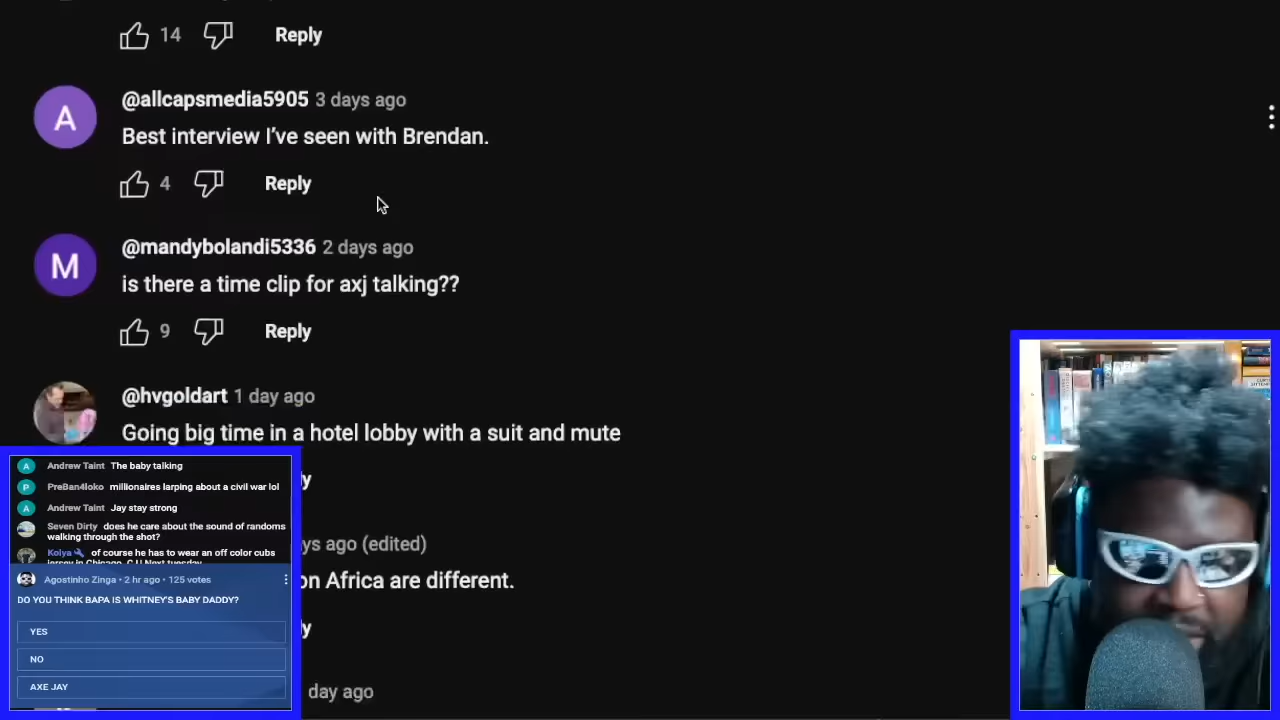 14
Reply
A
@allcapsmedia5905 3 days ago
Best interview I've seen with Brendan.
4
Reply
M
@mandybolandi5336 2 days ago
is there a time clip for axj talking??
9
Reply
@hvgoldart 1 day ago
Going big time in a hotel lobby with a suit and mute
ys ago (edited)
on Africa are different.
day ago
A Andrew Taint The baby talking
P PreBan4loko millionaires larping about a civil war lol
A Andrew Taint Jay stay strong
Seven Dirty does he care about the sound of randoms
walking through the shot?
Kolya of course he has to wear an off color cubs
jersey in Chicago. C U Next tuesday
Agostinho Zinga • 2 hr ago • 125 votes
DO YOU THINK BAPA IS WHITNEY'S BABY DADDY?
YES
NO
AXE JAY